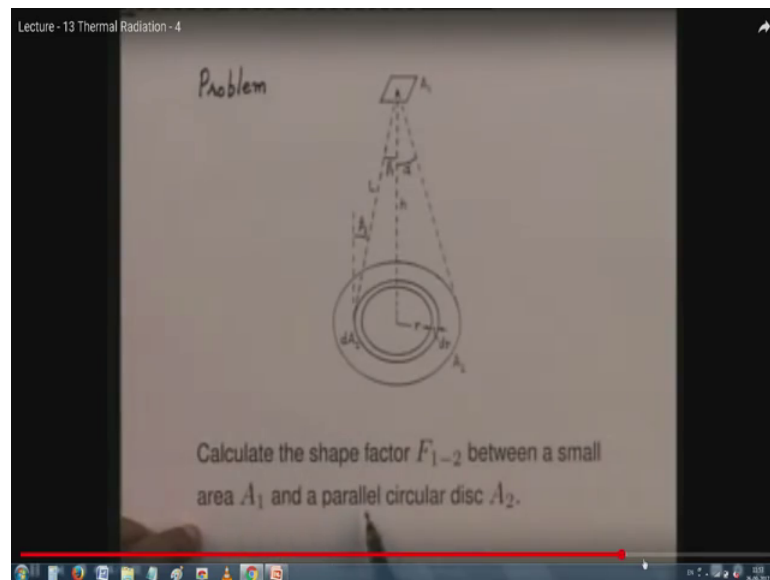 Lecture - 13 Thermal Radiation - 4
Problem
A₁
L
h
r
dr
dA₂
A₂
Calculate the shape factor F₁₋₂ between a small
area A₁ and a parallel circular disc A₂.